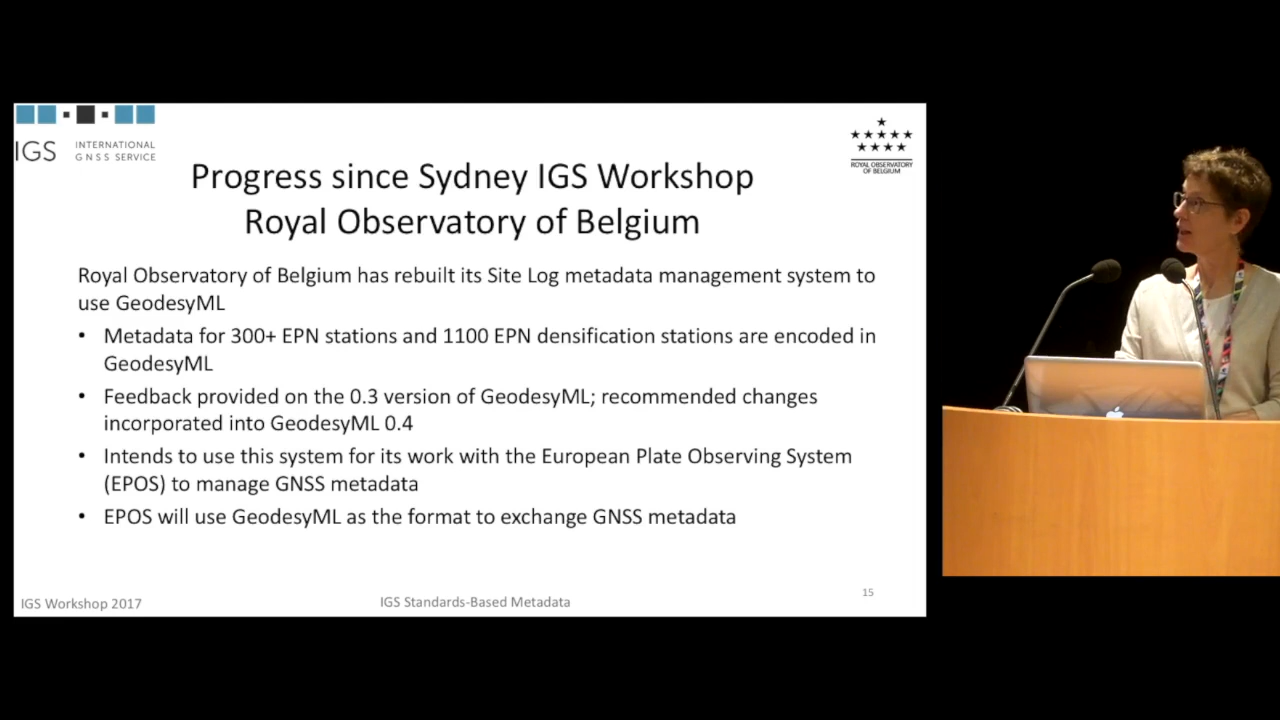 IGS
INTERNATIONAL
GNSS SERVICE
ROYAL OBSERVATORY
OF BELGIUM
Progress since Sydney IGS Workshop
Royal Observatory of Belgium
Royal Observatory of Belgium has rebuilt its Site Log metadata management system to
use GeodesyML
• Metadata for 300+ EPN stations and 1100 EPN densification stations are encoded in
GeodesyML
• Feedback provided on the 0.3 version of GeodesyML; recommended changes
incorporated into GeodesyML 0.4
• Intends to use this system for its work with the European Plate Observing System
(EPOS) to manage GNSS metadata
• EPOS will use GeodesyML as the format to exchange GNSS metadata
IGS Workshop 2017
IGS Standards-Based Metadata
15